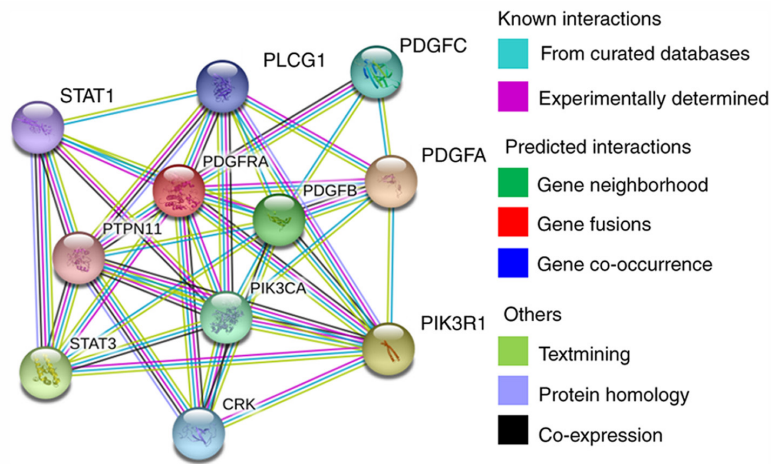 PLCG1
PDGFC
STAT1
PDGFRA
PDGFA
PDGFB
PTPN11
PIK3CA
PIK3R1
STAT3
CRK
Known interactions
From curated databases
Experimentally determined
Predicted interactions
Gene neighborhood
Gene fusions
Gene co-occurrence
Others
Textmining
Protein homology
Co-expression